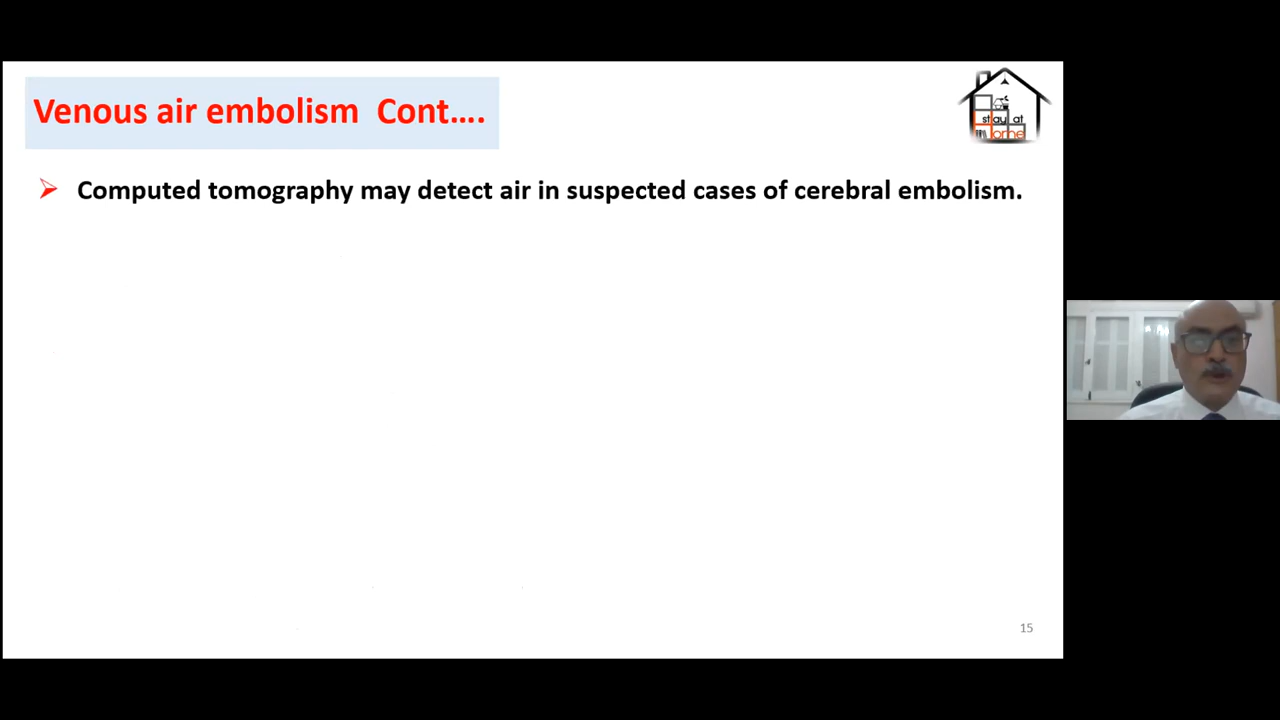 Venous air embolism Cont….
stay at
Home
➢ Computed tomography may detect air in suspected cases of cerebral embolism.
15